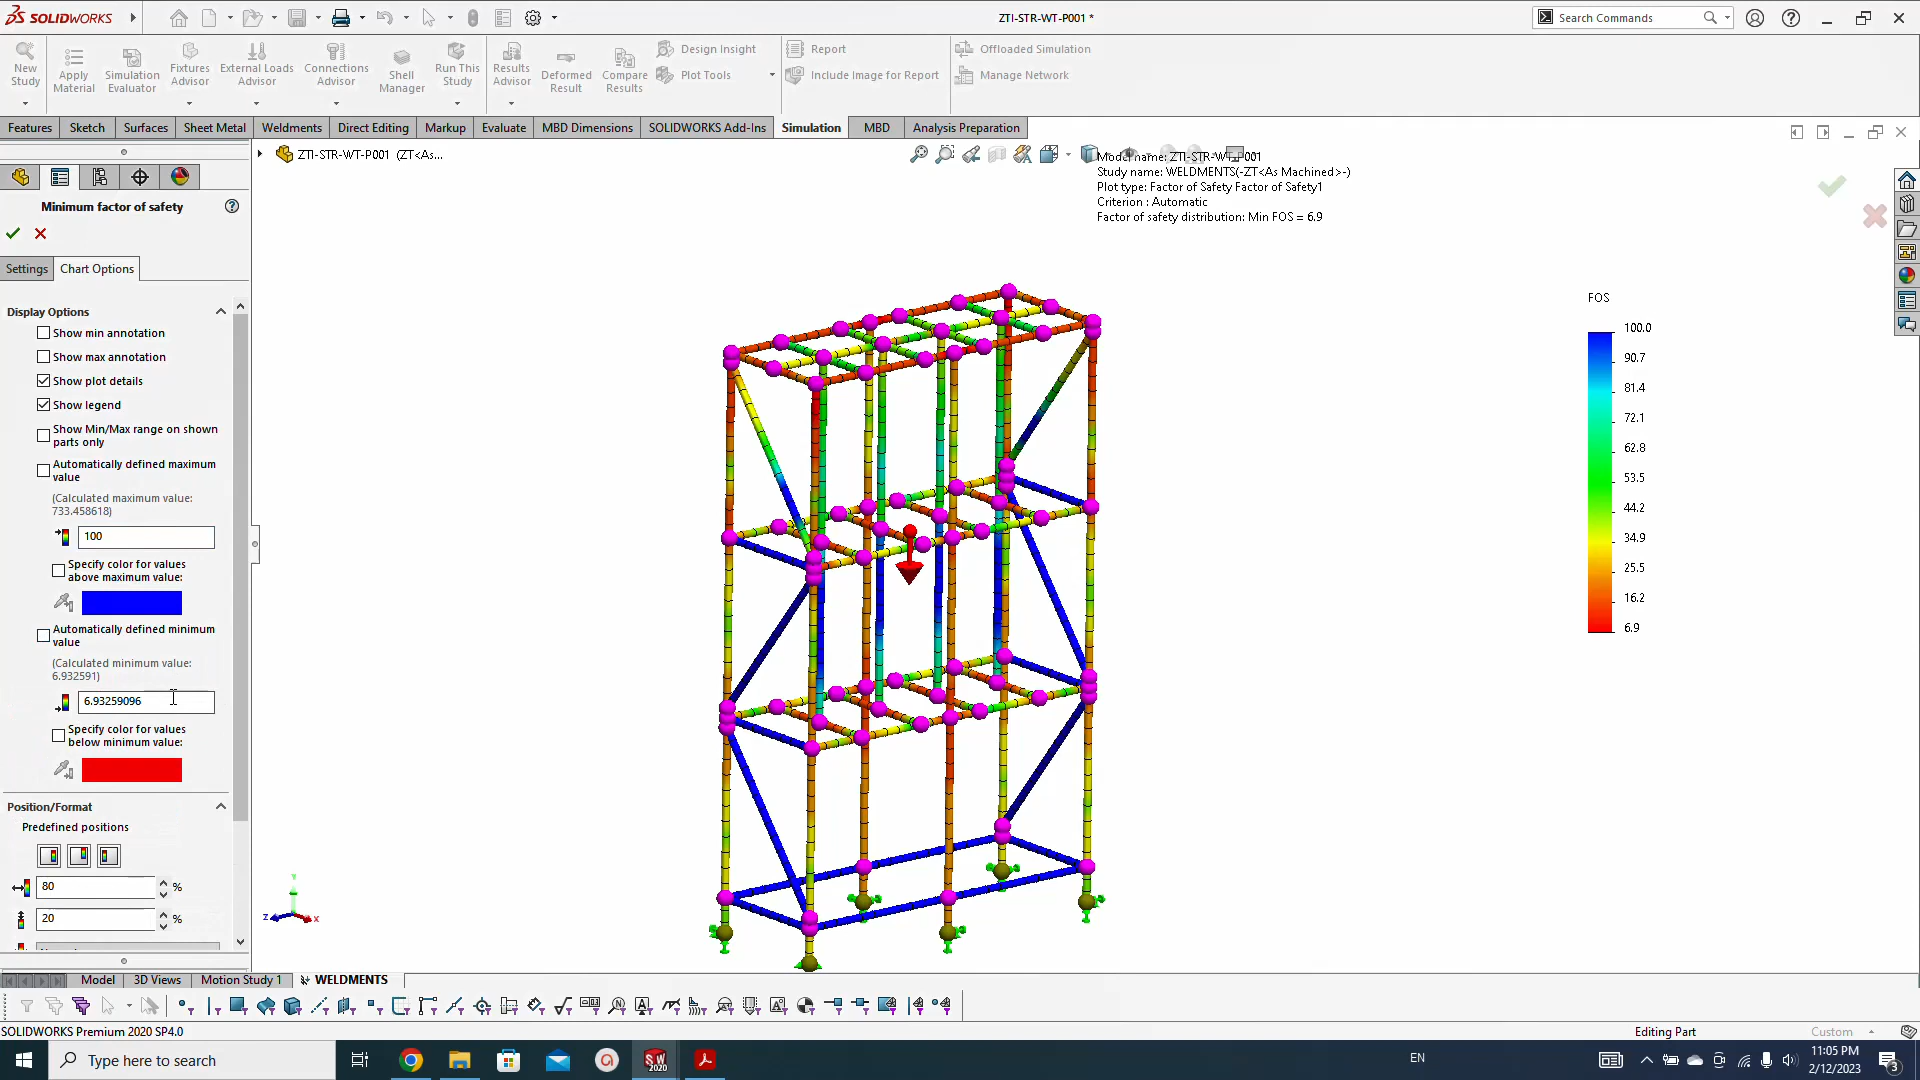 SOLIDWORKS
ZTI-STR-WT-P001 *
Search Commands
New Study
Apply Material
Simulation Evaluator
Fixtures Advisor
External Loads Advisor
Connections Advisor
Shell Manager
Run This Study
Results Advisor
Deformed Result
Compare Results
Design Insight
Plot Tools
Report
Include Image for Report
Offloaded Simulation
Manage Network
Features
Sketch
Surfaces
Sheet Metal
Weldments
Direct Editing
Markup
Evaluate
MBD Dimensions
SOLIDWORKS Add-Ins
Simulation
MBD
Analysis Preparation
ZTI-STR-WT-P001 (ZT<As...
Model name: ZTI-STR-WT-P001
Study name: WELDMENTS(-ZT<As Machined>-)
Plot type: Factor of Safety Factor of Safety1
Criterion : Automatic
Factor of safety distribution: Min FOS = 6.9
Minimum factor of safety
Settings
Chart Options
Display Options
Show min annotation
Show max annotation
Show plot details
Show legend
Show Min/Max range on shown
parts only
Automatically defined maximum
value
(Calculated maximum value:
733.458618)
100
Specify color for values
above maximum value:
Automatically defined minimum
value
(Calculated minimum value:
6.932591)
6.93259096
Specify color for values
below minimum value:
Position/Format
Predefined positions
80 %
20 %
FOS
100.0
90.7
81.4
72.1
62.8
53.5
44.2
34.9
25.5
16.2
6.9
Y
Z
X
Model
3D Views
Motion Study 1
WELDMENTS
SOLIDWORKS Premium 2020 SP4.0
Editing Part
Custom
Type here to search
SW
2020
EN
11:05 PM
2/12/2023
3